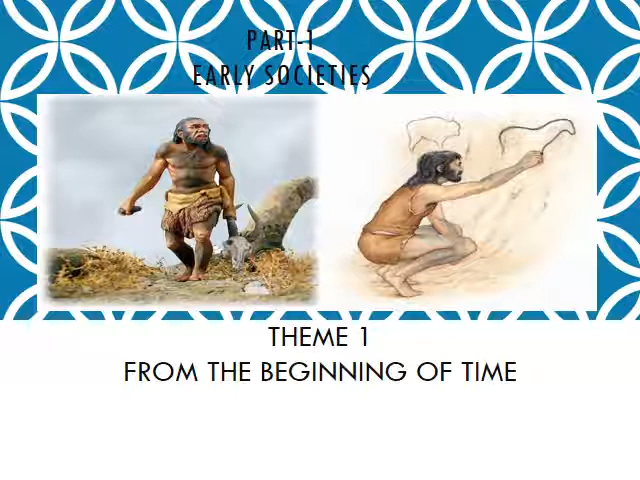 PART-1
EARLY SOCIETIES
THEME 1
FROM THE BEGINNING OF TIME